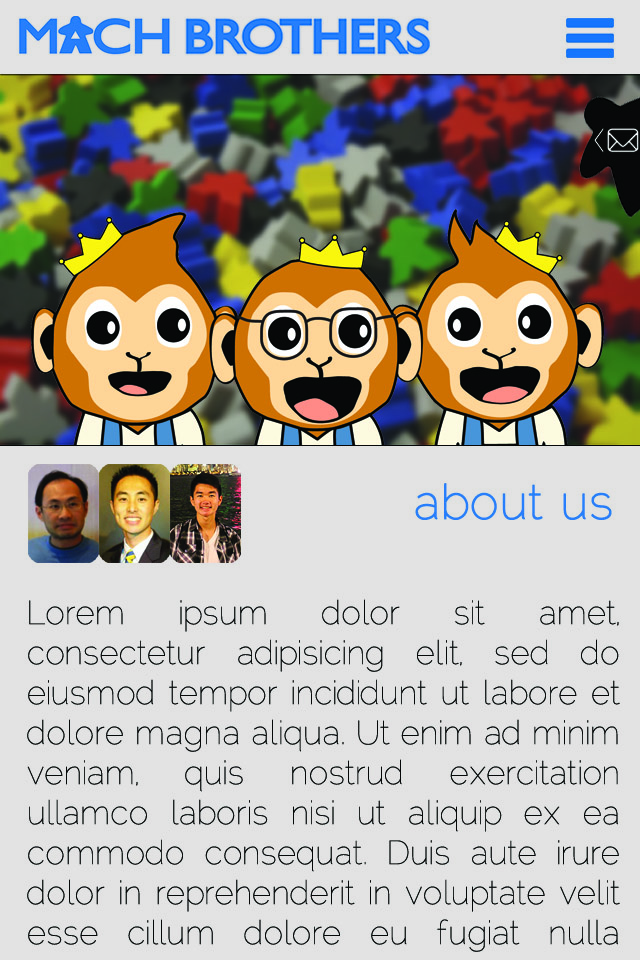 MACH BROTHERS
about us
Lorem ipsum dolor sit amet,
consectetur adipisicing elit, sed do
eiusmod tempor incididunt ut labore et
dolore magna aliqua. Ut enim ad minim
veniam, quis nostrud exercitation
ullamco laboris nisi ut aliquip ex ea
commodo consequat. Duis aute irure
dolor in reprehenderit in voluptate velit
esse cillum dolore eu fugiat nulla